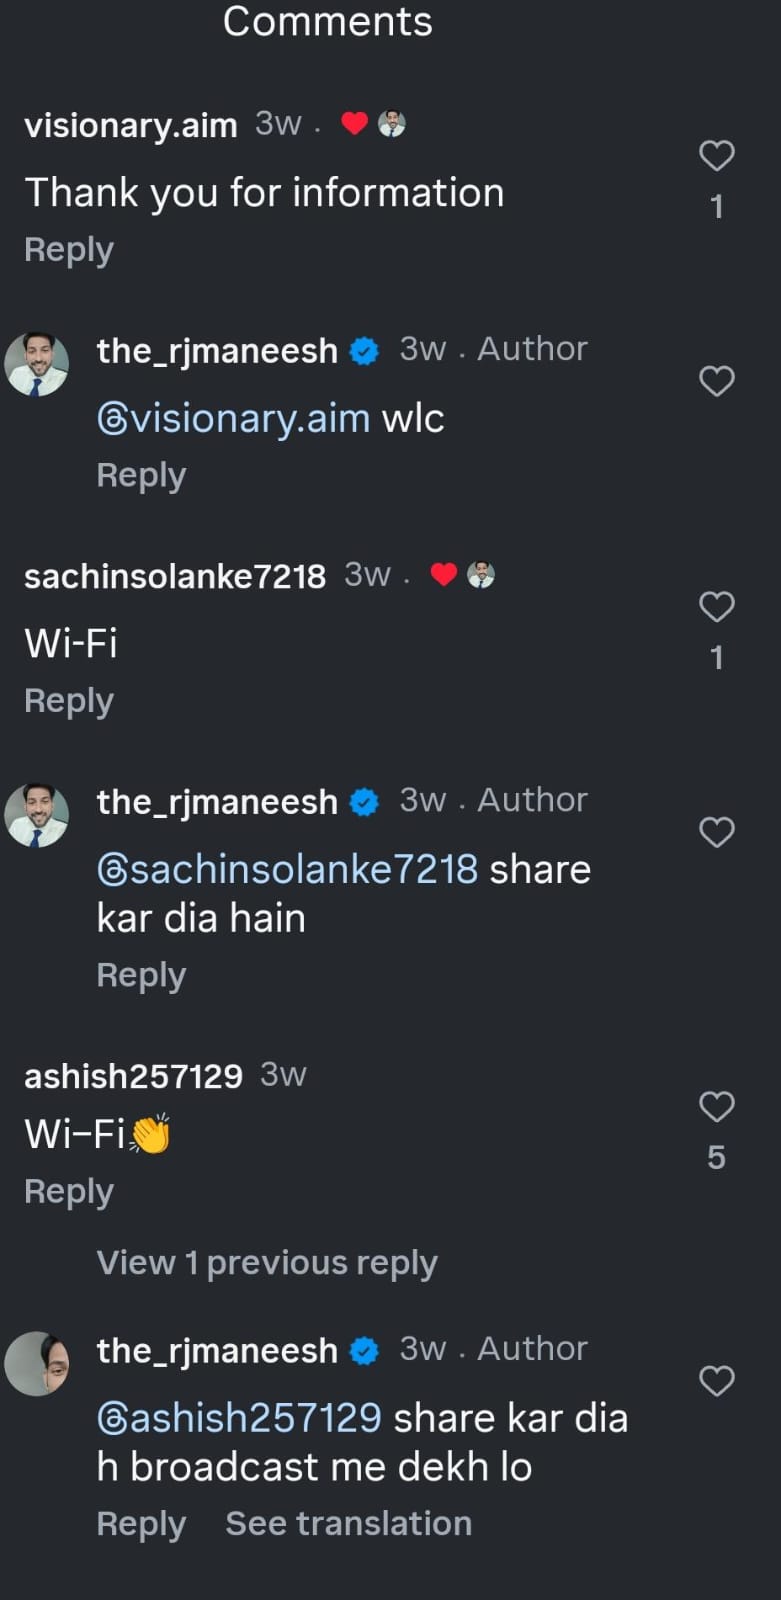 Comments
visionary.aim 3w .
Thank you for information
1
Reply
the_rjmaneesh 3w . Author
@visionary.aim wlc
Reply
sachinsolanke7218 3w .
Wi-Fi
1
Reply
the_rjmaneesh 3w . Author
@sachinsolanke7218 share
kar dia hain
Reply
ashish257129 3w
Wi–Fi👏
5
Reply
View 1 previous reply
the_rjmaneesh 3w . Author
@ashish257129 share kar dia
h broadcast me dekh lo
Reply See translation